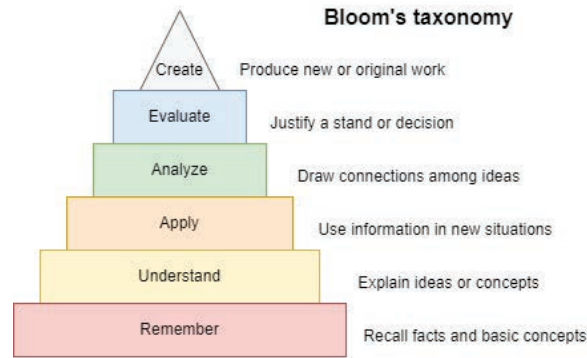 Bloom's taxonomy
Create
Produce new or original work
Evaluate
Justify a stand or decision
Analyze
Draw connections among ideas
Apply
Use information in new situations
Understand
Explain ideas or concepts
Remember
Recall facts and basic concepts